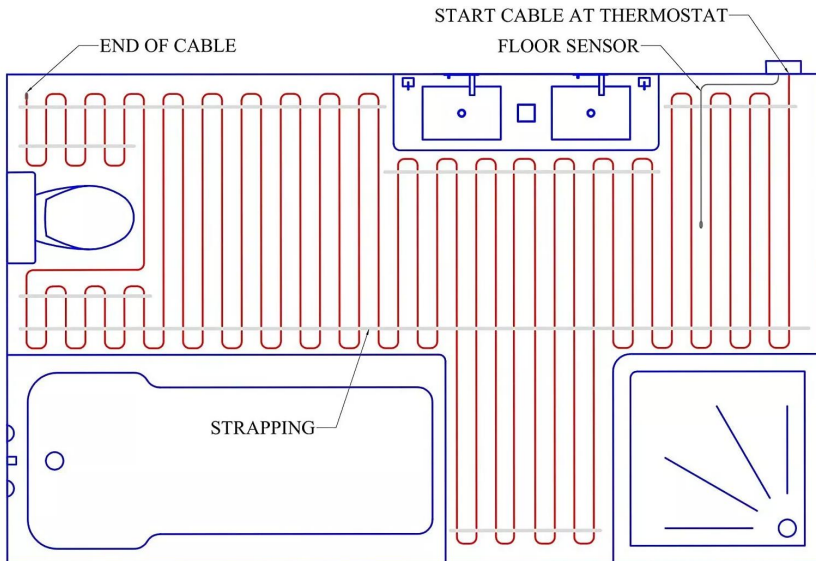 START CABLE AT THERMOSTAT
END OF CABLE
FLOOR SENSOR
STRAPPING